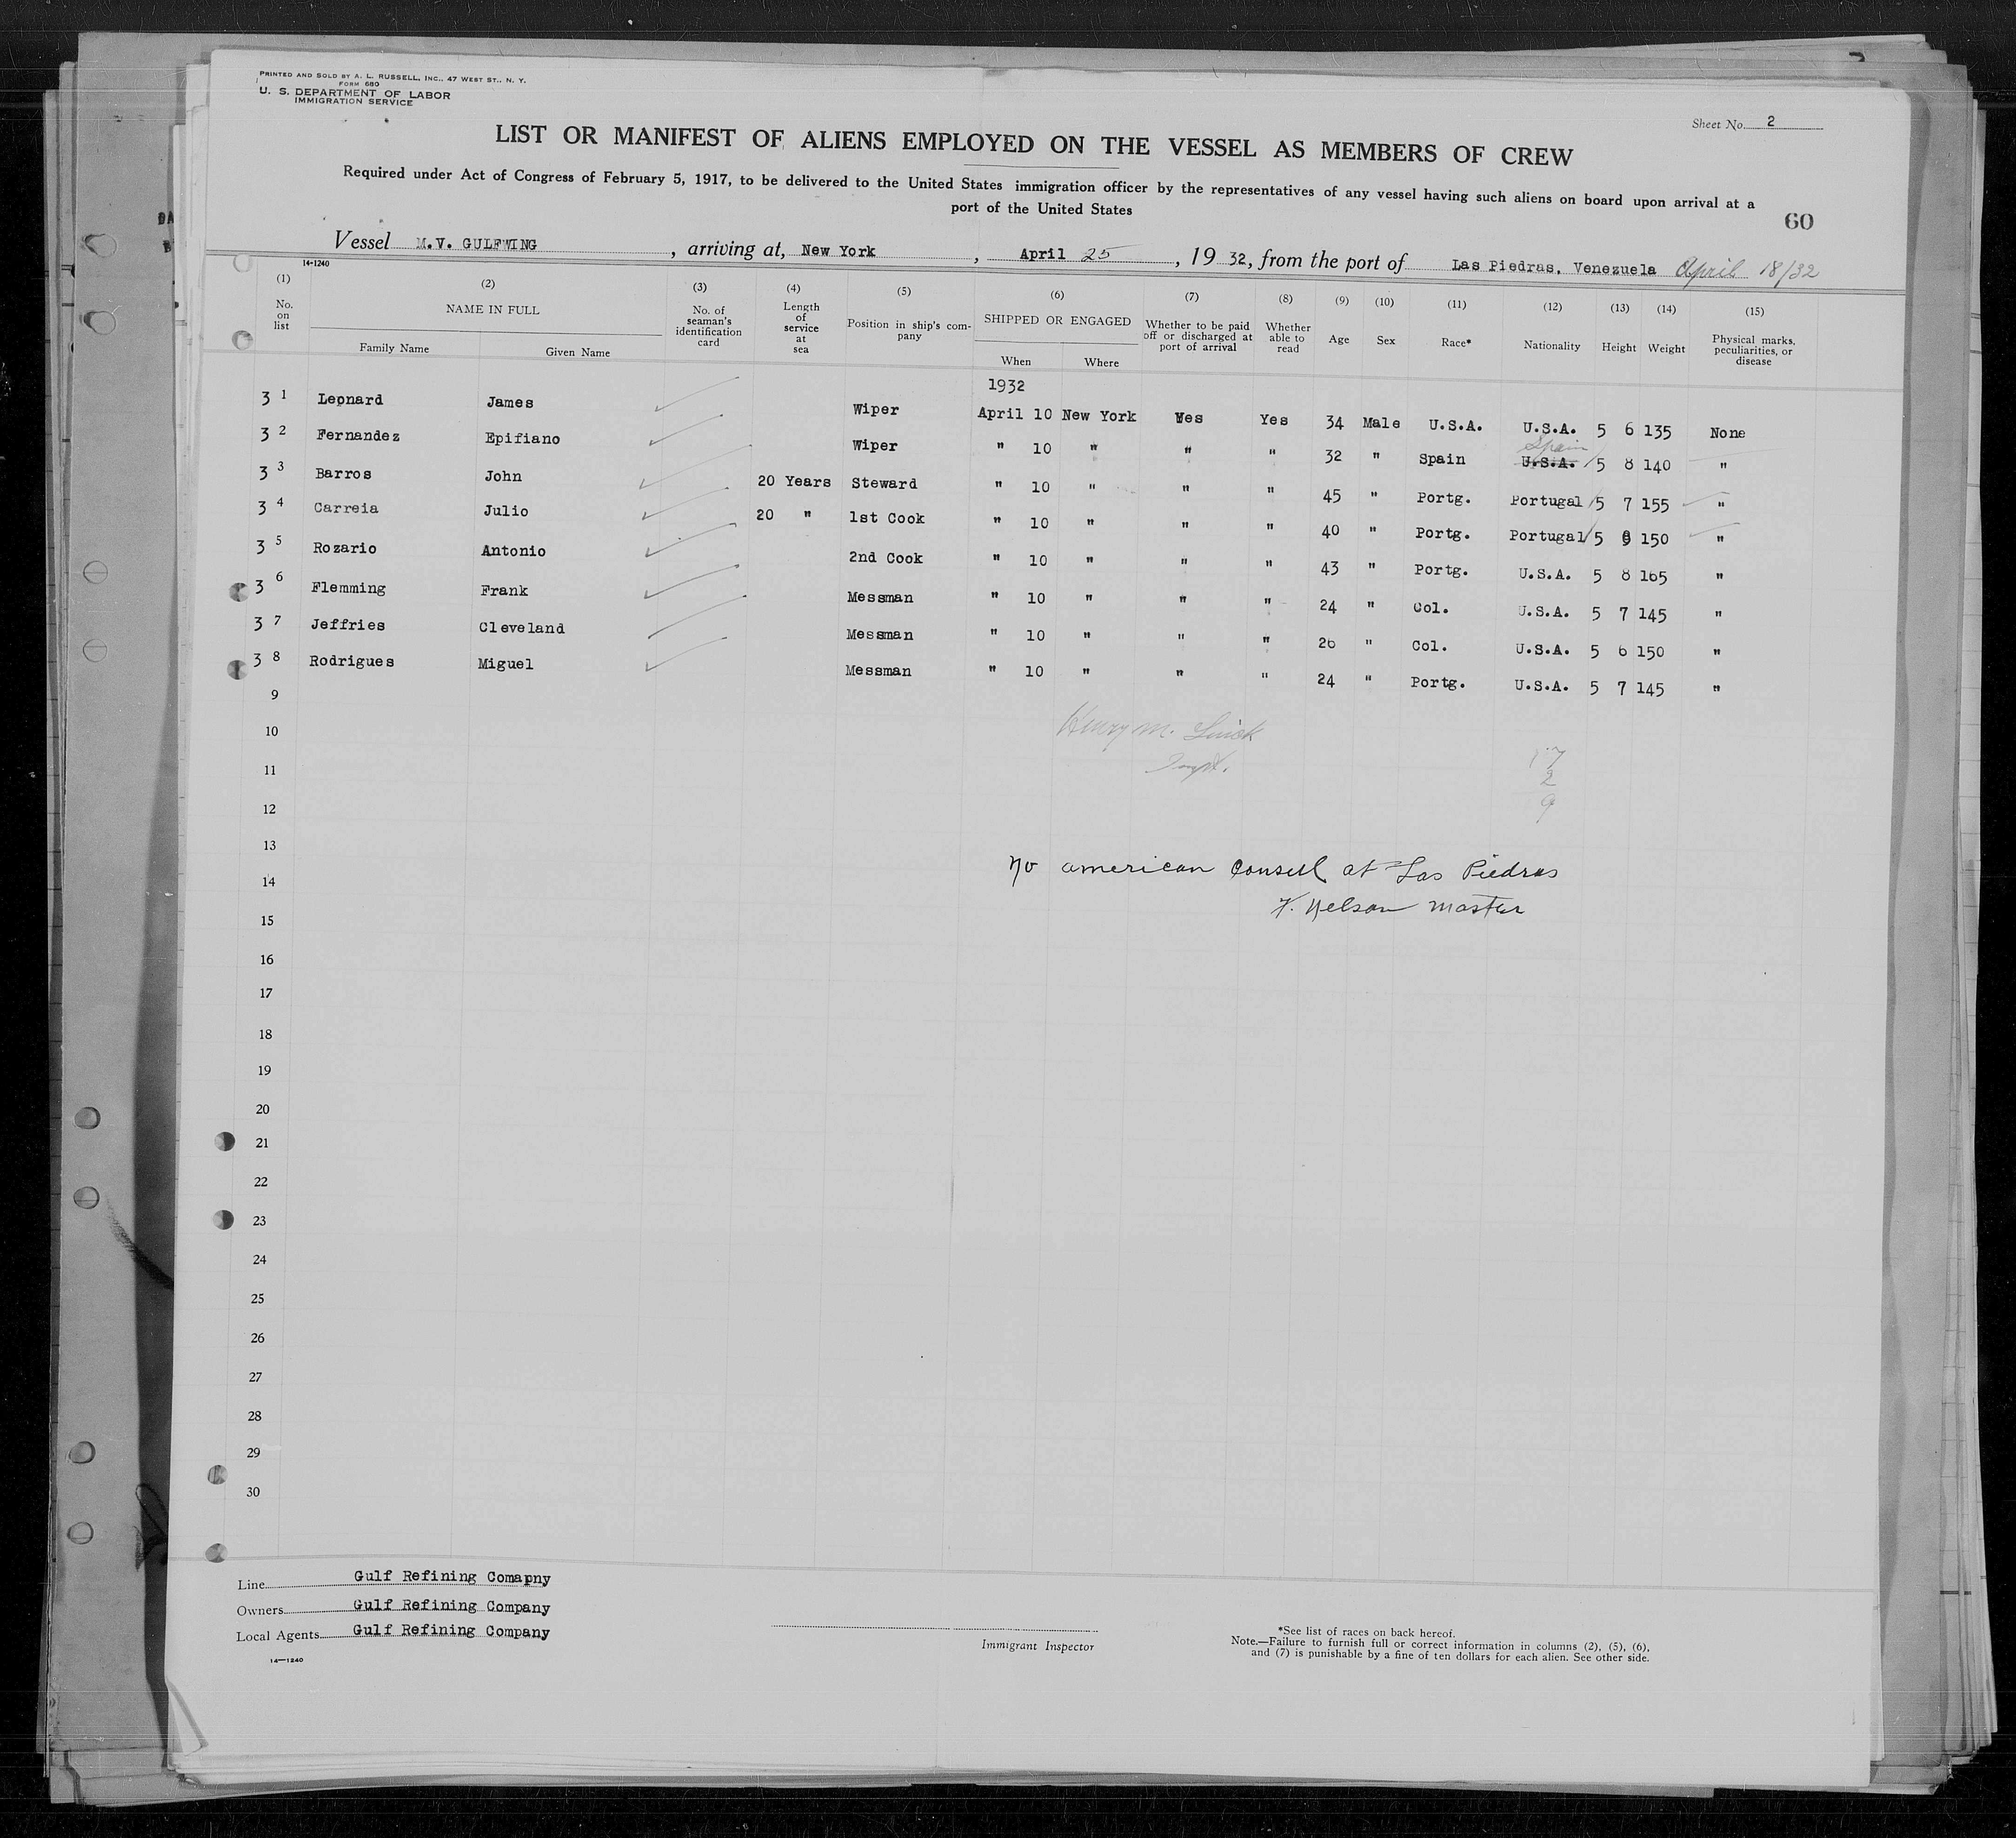 PRINTED AND SOLD BY A. L. RUSSELL, INC., 47 WEST ST., N. Y.
FORM 680
U. S. DEPARTMENT OF LABOR
IMMIGRATION SERVICE
Sheet No. 2
LIST OR MANIFEST OF ALIENS EMPLOYED ON THE VESSEL AS MEMBERS OF CREW
Required under Act of Congress of February 5, 1917, to be delivered to the United States immigration officer by the representatives of any vessel having such aliens on board upon arrival at a
port of the United States
60
Vessel M.V. GULFWING, arriving at, New York, April 25, 1932, from the port of Las Piedras, Venezuela April 18/32
14-1240
(1) (2) (3) (4) (5) (6) (7) (8) (9) (10) (11) (12) (13) (14) (15)
No. on list NAME IN FULL Family Name Given Name No. of seaman's identification card Length of service at sea Position in ship's company SHIPPED OR ENGAGED When Where Whether to be paid off or discharged at port of arrival Whether able to read Age Sex Race* Nationality Height Weight Physical marks, peculiarities, or disease
1932
3 1 Leonard James Wiper April 10 New York Yes Yes 34 Male U.S.A. U.S.A. 5 6 135 None
3 2 Fernandez Epifiano Wiper " 10 " " " 32 " Spain U.S.A. Spain 5 8 140 "
3 3 Barros John 20 Years Steward " 10 " " " 45 " Portg. Portugal 5 7 155 "
3 4 Carreia Julio 20 " 1st Cook " 10 " " " 40 " Portg. Portugal 5 9 150 "
3 5 Rozario Antonio 2nd Cook " 10 " " " 43 " Portg. U.S.A. 5 8 165 "
3 6 Flemming Frank Messman " 10 " " " 24 " Col. U.S.A. 5 7 145 "
3 7 Jeffries Cleveland Messman " 10 " " " 26 " Col. U.S.A. 5 6 150 "
3 8 Rodrigues Miguel Messman " 10 " " " 24 " Portg. U.S.A. 5 7 145 "
9
10 Henry M.
11 17
2
12 9
13
14 No american Consul at Las Piedras
15 Nelson Master
16
17
18
19
20
21
22
23
24
25
26
27
28
29
30
Line Gulf Refining Comapny
Owners Gulf Refining Company
Local Agents Gulf Refining Company
14—1240
Immigrant Inspector
*See list of races on back hereof.
Note.—Failure to furnish full or correct information in columns (2), (5), (6),
and (7) is punishable by a fine of ten dollars for each alien. See other side.